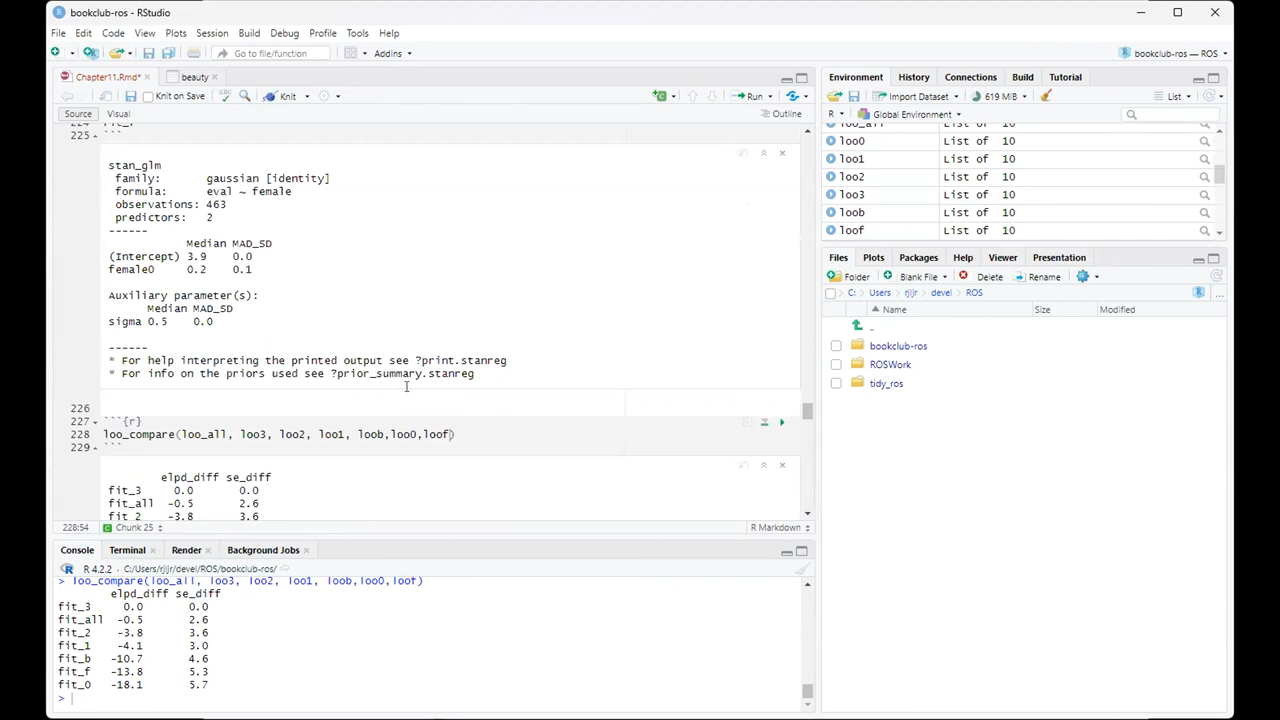 bookclub-ros - RStudio
File Edit Code View Plots Session Build Debug Profile Tools Help
Go to file/function Addins bookclub-ros — ROS
Chapter11.Rmd* beauty
Knit on Save ABC Knit Run
Source Visual Outline
225
stan_glm
family: gaussian [identity]
formula: eval ~ female
observations: 463
predictors: 2
------
Median MAD_SD
(Intercept) 3.9 0.0
female0 0.2 0.1
Auxiliary parameter(s):
Median MAD_SD
sigma 0.5 0.0
------
* For help interpreting the printed output see ?print.stanreg
* For info on the priors used see ?prior_summary.stanreg
226
227 ```{r}
228 loo_compare(loo_all, loo3, loo2, loo1, loob,loo0,loof)
229 ```
elpd_diff se_diff
fit_3 0.0 0.0
fit_all -0.5 2.6
fit_2 -3.8 3.6
228:54 Chunk 25 R Markdown
Console Terminal Render Background Jobs
R 4.2.2 · C:/Users/rjljr/devel/ROS/bookclub-ros/
> loo_compare(loo_all, loo3, loo2, loo1, loob,loo0,loof)
elpd_diff se_diff
fit_3 0.0 0.0
fit_all -0.5 2.6
fit_2 -3.8 3.6
fit_1 -4.1 3.0
fit_b -10.7 4.6
fit_f -13.8 5.3
fit_0 -18.1 5.7
>
Environment History Connections Build Tutorial
Import Dataset 619 MiB List
R Global Environment
loo_all List of 10
loo0 List of 10
loo1 List of 10
loo2 List of 10
loo3 List of 10
loob List of 10
loof List of 10
Files Plots Packages Help Viewer Presentation
Folder Blank File Delete Rename
C: Users rjljr devel ROS
Name Size Modified
..
bookclub-ros
ROSWork
tidy_ros